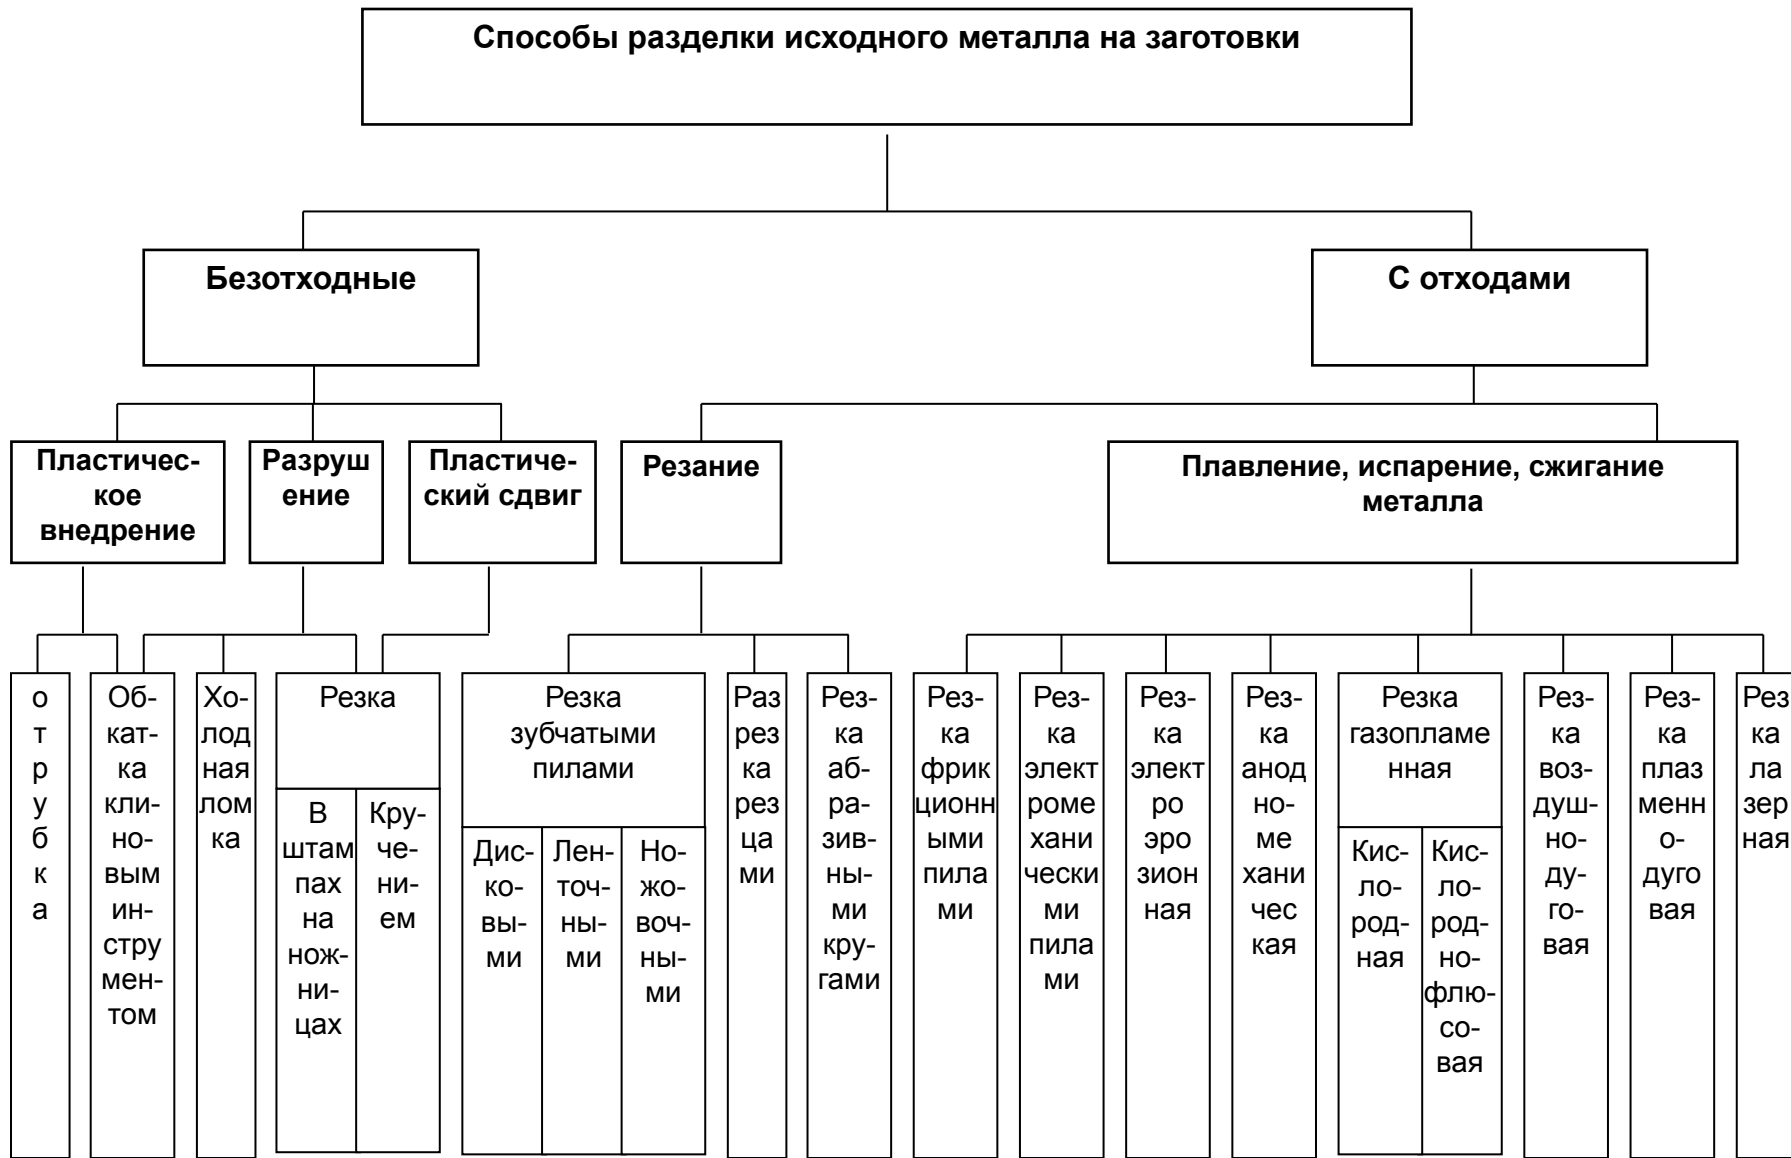 Способы разделки исходного металла на заготовки
Безотходные
С отходами
Пластичес-
кое
внедрение
Разруш
ение
Пластиче-
ский сдвиг
Резание
Плавление, испарение, сжигание
металла
о
т
р
у
б
к
а
Об-
кат-
ка
кли-
но-
вым
ин-
стру
мен-
том
Хо-
лод
ная
лом
ка
Резка
В
штам
пах
на
нож-
ни-
цах
Кру-
че-
ни-
ем
Резка
зубчатыми
пилами
Дис-
ко-
вы-
ми
Лен-
точ-
ны-
ми
Но-
жо-
воч-
ны-
ми
Раз
рез
ка
рез
ца
ми
Рез-
ка
аб-
ра-
зив-
ны-
ми
кру-
гами
Рез-
ка
фрик
ционн
ыми
пила
ми
Рез-
ка
элект
роме
хани
чески
ми
пила
ми
Рез-
ка
элект
ро
эро
зион
ная
Рез-
ка
анод
но-
ме
хани
чес
кая
Резка
газопламе
нная
Кис-
ло-
род-
ная
Кис-
ло-
род-
но-
флю-
со-
вая
Рез-
ка
воз-
душ-
но-
ду-
го-
вая
Рез-
ка
плаз
менн
о-
дуго
вая
Рез
ка
ла
зер
ная